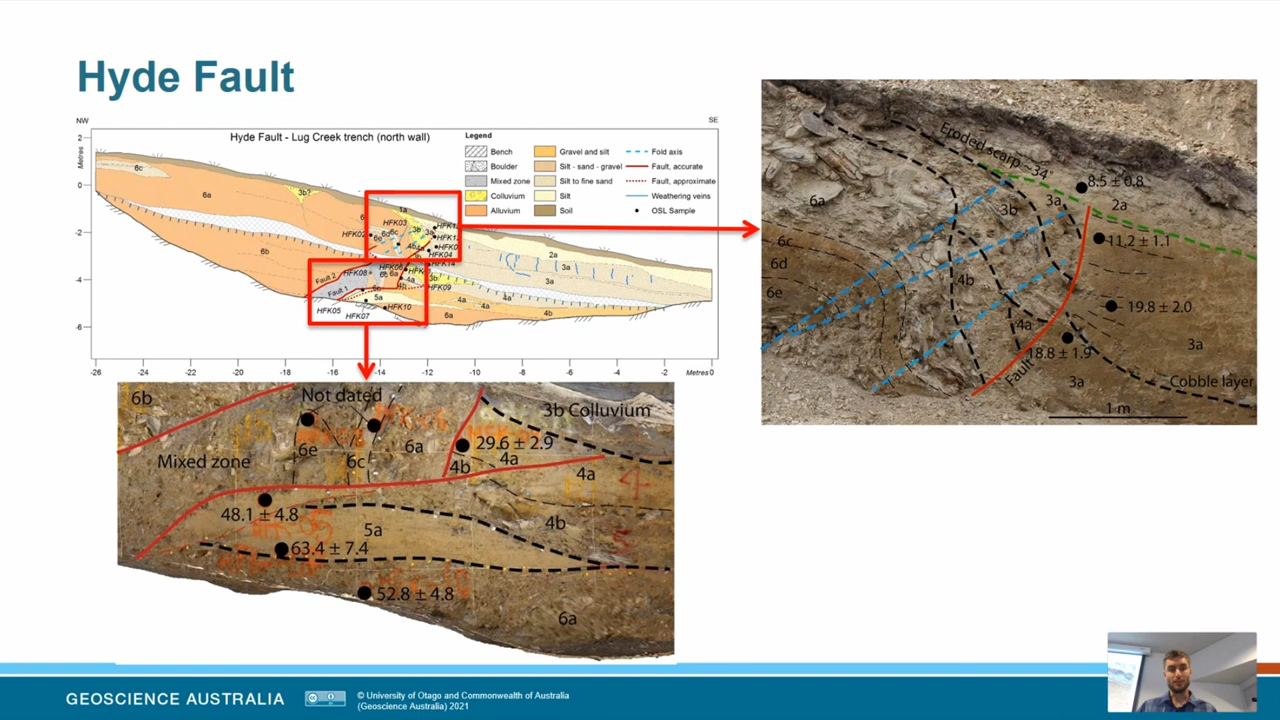 Hyde Fault
NW
SE
Hyde Fault - Lug Creek trench (north wall)
Legend
Bench
Boulder
Mixed zone
Colluvium
Alluvium
Gravel and silt
Silt - sand - gravel
Silt to fine sand
Silt
Soil
Fold axis
Fault, accurate
Fault, approximate
Weathering veins
OSL Sample
Metres
2
0
-2
-4
-6
6c
6a
3b?
6b
1a
HFK03
HFK02
HFK04
HFK14
HFK08
HFK09
HFK10
HFK05
HFK07
Fault 2
Fault 1
5a
2a
3a
3a
4a
4a
4a
4b
6a
-26
-24
-22
-20
-18
-16
-14
-12
-10
-8
-6
-4
-2
Metres 0
Eroded scarp ~34
8.5 ± 0.8
6a
3b
3a
2a
11.2 ± 1.1
6c
6d
6e
4b
19.8 ± 2.0
4a
18.8 ± 1.9
3a
Fault
3a
Cobble layer
1 m
6b
Not dated
3b Colluvium
Mixed zone
6e
6c
6a
29.6 ± 2.9
4b
4a
4a
48.1 ± 4.8
5a
4b
63.4 ± 7.4
52.8 ± 4.8
6a
GEOSCIENCE AUSTRALIA
© University of Otago and Commonwealth of Australia
(Geoscience Australia) 2021